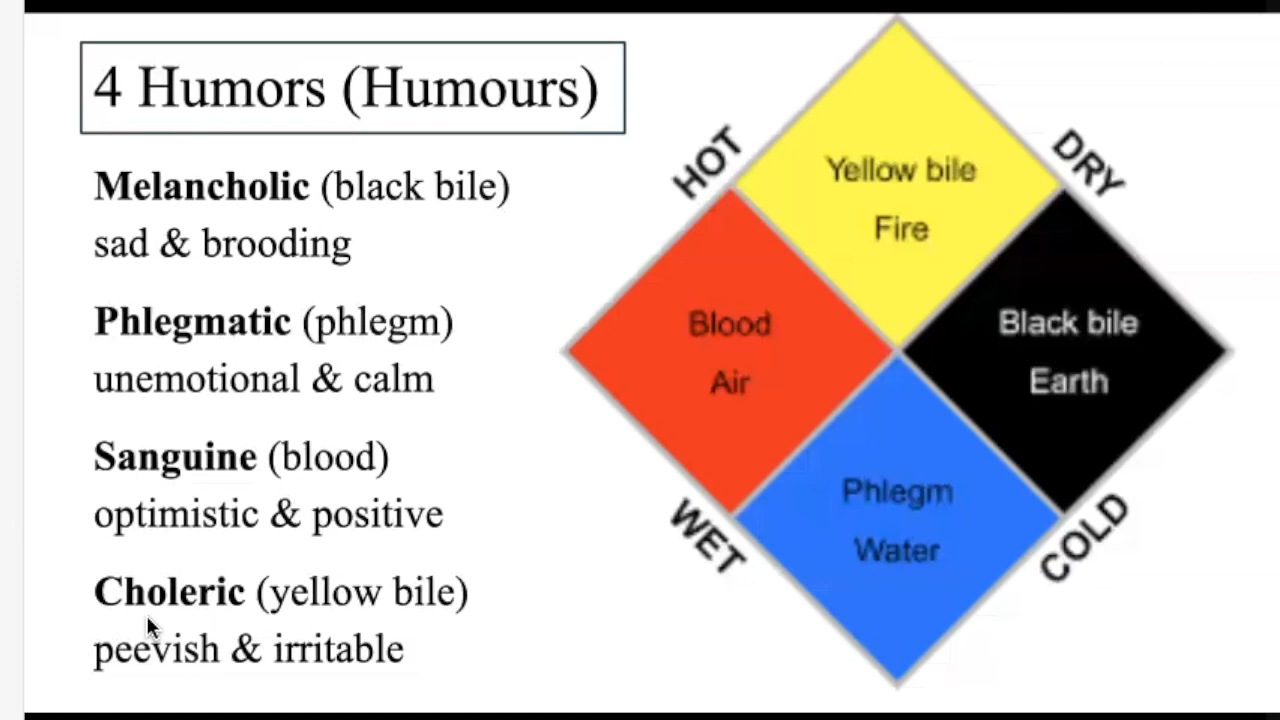 4 Humors (Humours)
Melancholic (black bile)
sad & brooding
Phlegmatic (phlegm)
unemotional & calm
Sanguine (blood)
optimistic & positive
Choleric (yellow bile)
peevish & irritable
HOT
DRY
Yellow bile
Fire
Blood
Air
Black bile
Earth
Phlegm
Water
WET
COLD